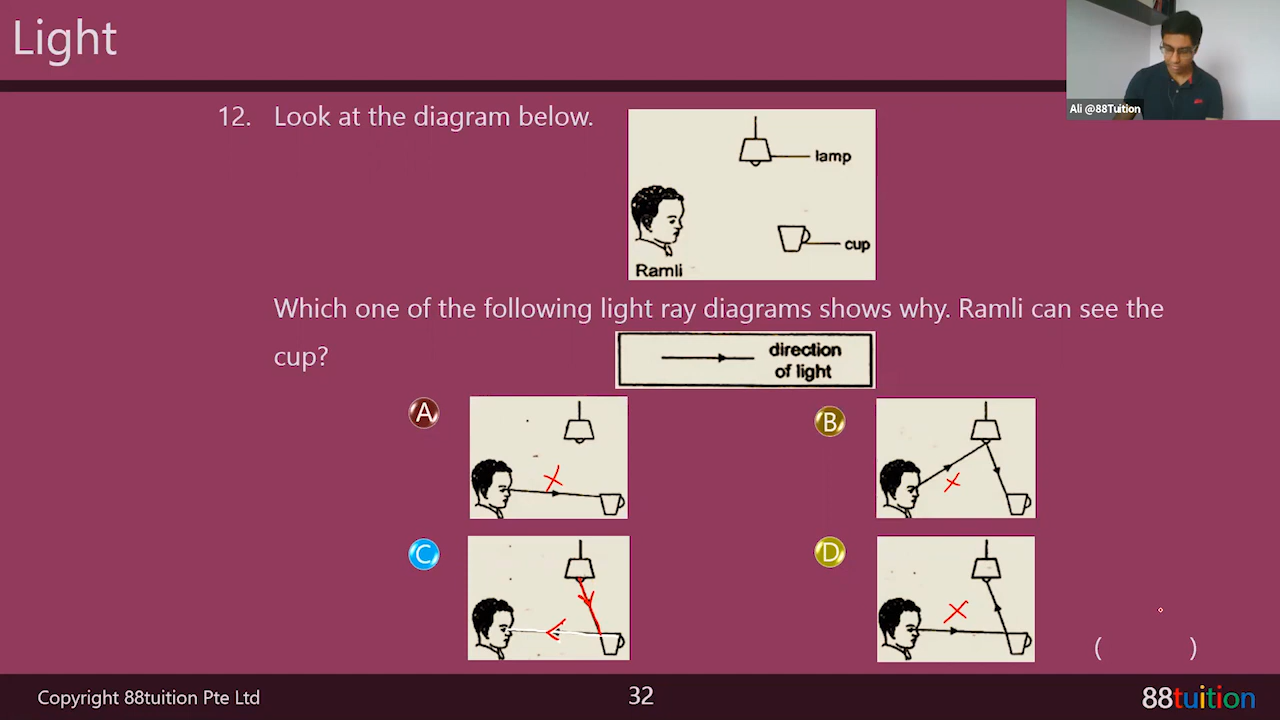 Light
Ali @88Tuition
12. Look at the diagram below.
lamp
cup
Ramli
Which one of the following light ray diagrams shows why. Ramli can see the
cup?
direction
of light
A
B
C
D
( )
Copyright 88tuition Pte Ltd
32
88tuition